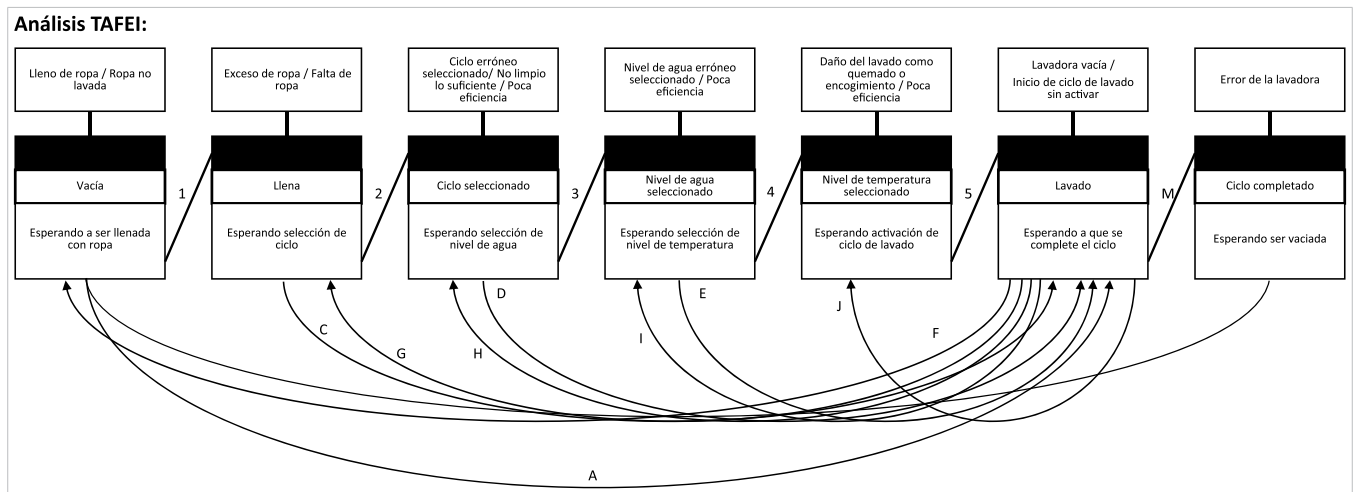 Análisis TAFEI:
Lleno de ropa / Ropa no
lavada
Exceso de ropa / Falta de
ropa
Ciclo erróneo
seleccionado/ No limpio
lo suficiente / Poca
eficiencia
Nivel de agua erróneo
seleccionado / Poca
eficiencia
Daño del lavado como
quemado o
encogimiento / Poca
eficiencia
Lavadora vacía /
Inicio de ciclo de lavado
sin activar
Error de la lavadora
Vacía
1
Llena
2
Ciclo seleccionado
3
Nivel de agua
seleccionado
4
Nivel de temperatura
seleccionado
5
Lavado
M
Ciclo completado
Esperando a ser llenada
con ropa
Esperando selección de
ciclo
Esperando selección de
nivel de agua
Esperando selección de
nivel de temperatura
Esperando activación de
ciclo de lavado
Esperando a que se
complete el ciclo
Esperando ser vaciada
C
G
H
D
I
E
J
F
A